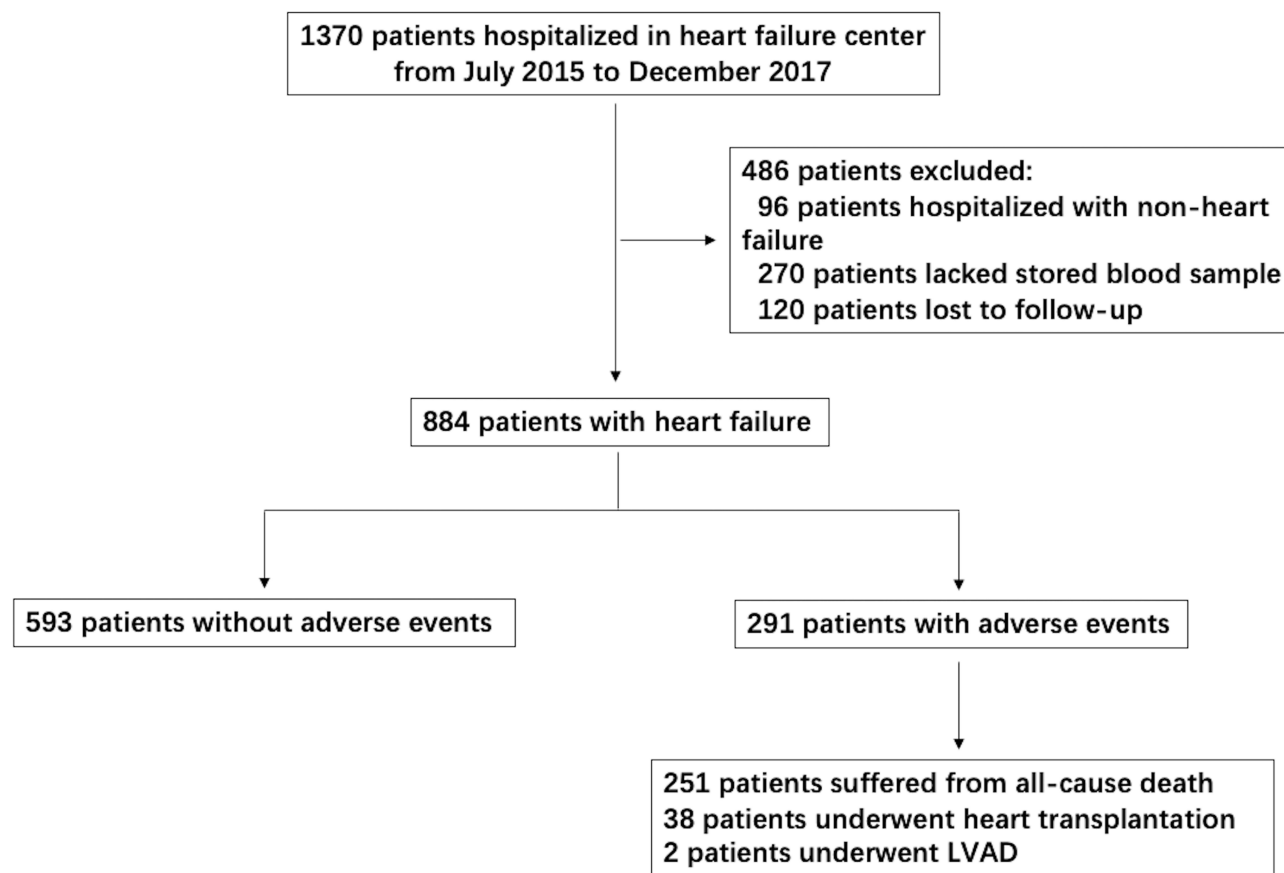 1370 patients hospitalized in heart failure center
from July 2015 to December 2017
486 patients excluded:
96 patients hospitalized with non-heart
failure
270 patients lacked stored blood sample
120 patients lost to follow-up
884 patients with heart failure
593 patients without adverse events
291 patients with adverse events
251 patients suffered from all-cause death
38 patients underwent heart transplantation
2 patients underwent LVAD